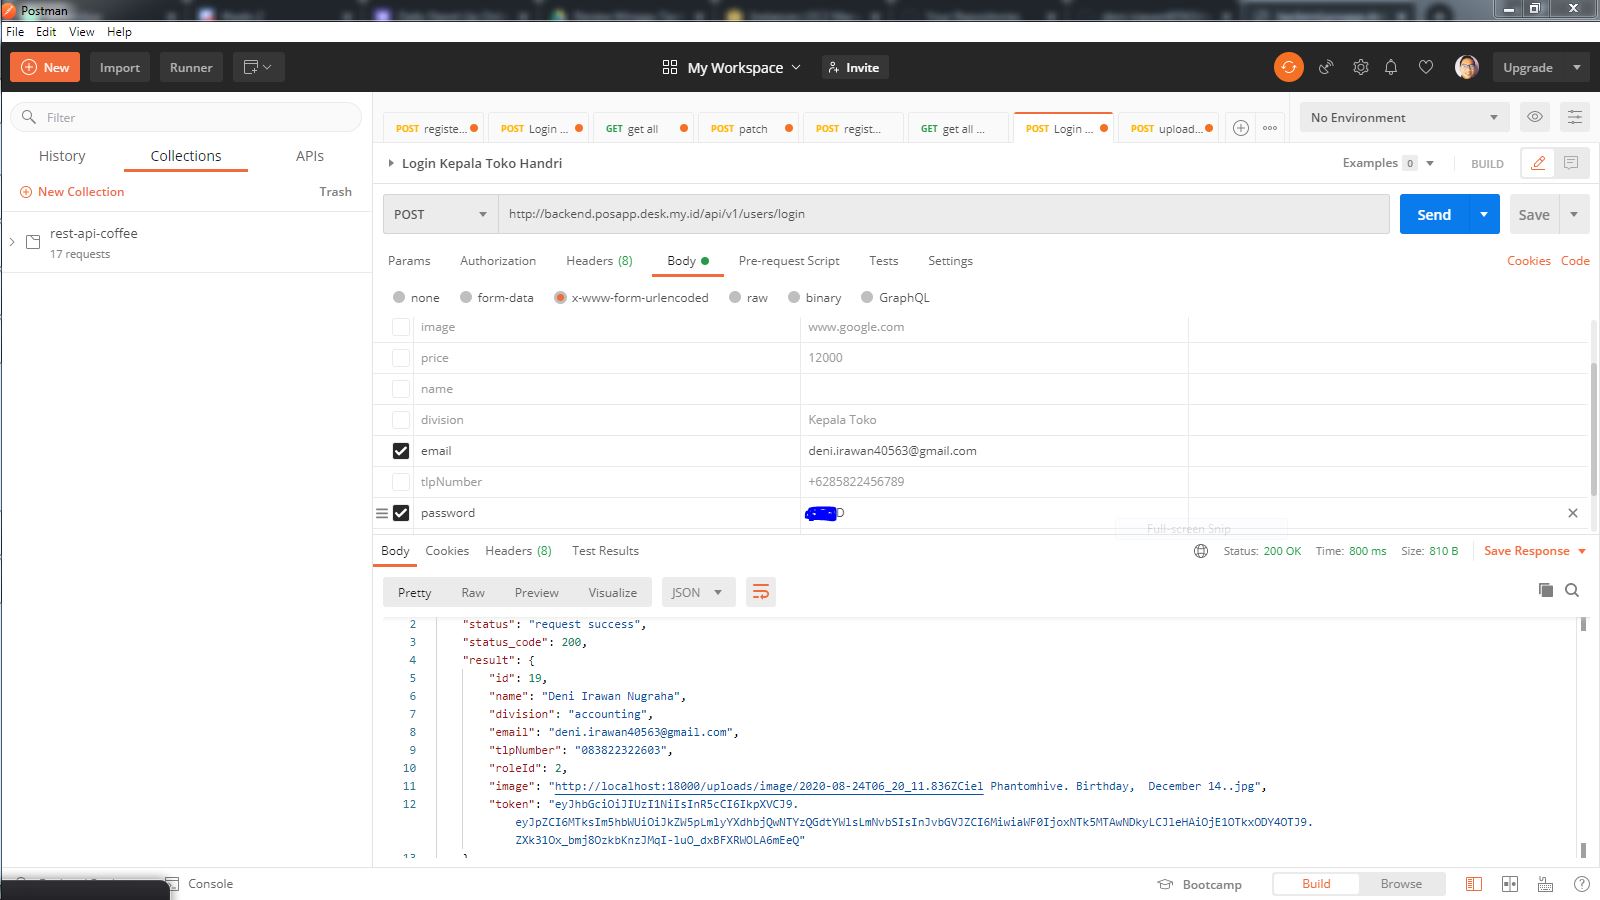 Postman
File Edit View Help
New Import Runner My Workspace Invite Upgrade
Filter
History Collections APIs
New Collection Trash
rest-api-coffee
17 requests
POST registe... POST Login ... GET get all POST patch POST regist... GET get all ... POST Login ... POST upload...
No Environment
Login Kepala Toko Handri Examples 0 BUILD
POST http://backend.posapp.desk.my.id/api/v1/users/login Send Save
Params Authorization Headers (8) Body Pre-request Script Tests Settings Cookies Code
none form-data x-www-form-urlencoded raw binary GraphQL
image www.google.com
price 12000
name
division Kepala Toko
email deni.irawan40563@gmail.com
tlpNumber +6285822456789
password D
Full-screen Snip
Body Cookies Headers (8) Test Results Status: 200 OK Time: 800 ms Size: 810 B Save Response
Pretty Raw Preview Visualize JSON
2 "status": "request success",
3 "status_code": 200,
4 "result": {
5 "id": 19,
6 "name": "Deni Irawan Nugraha",
7 "division": "accounting",
8 "email": "deni.irawan40563@gmail.com",
9 "tlpNumber": "083822322603",
10 "roleId": 2,
11 "image": "http://localhost:18000/uploads/image/2020-08-24T06_20_11.836ZCiel Phantomhive. Birthday,  December 14..jpg",
12 "token": "eyJhbGciOiJIUzI1NiIsInR5cCI6IkpXVCJ9.
eyJpZCI6MTksIm5hbWUiOiJkZW5pLmlyYXdhbjQwNTYzQGdtYWlsLmNvbSIsInJvbGVJZCI6MiwiaWF0IjoxNTk5MTAwNDkyLCJleHAiOjE1OTkxODY4OTJ9.
ZXk31Ox_bmj8OzkbKnzJMqI-luO_dxBFXRWOLA6mEeQ"
13 }
Console Bootcamp Build Browse